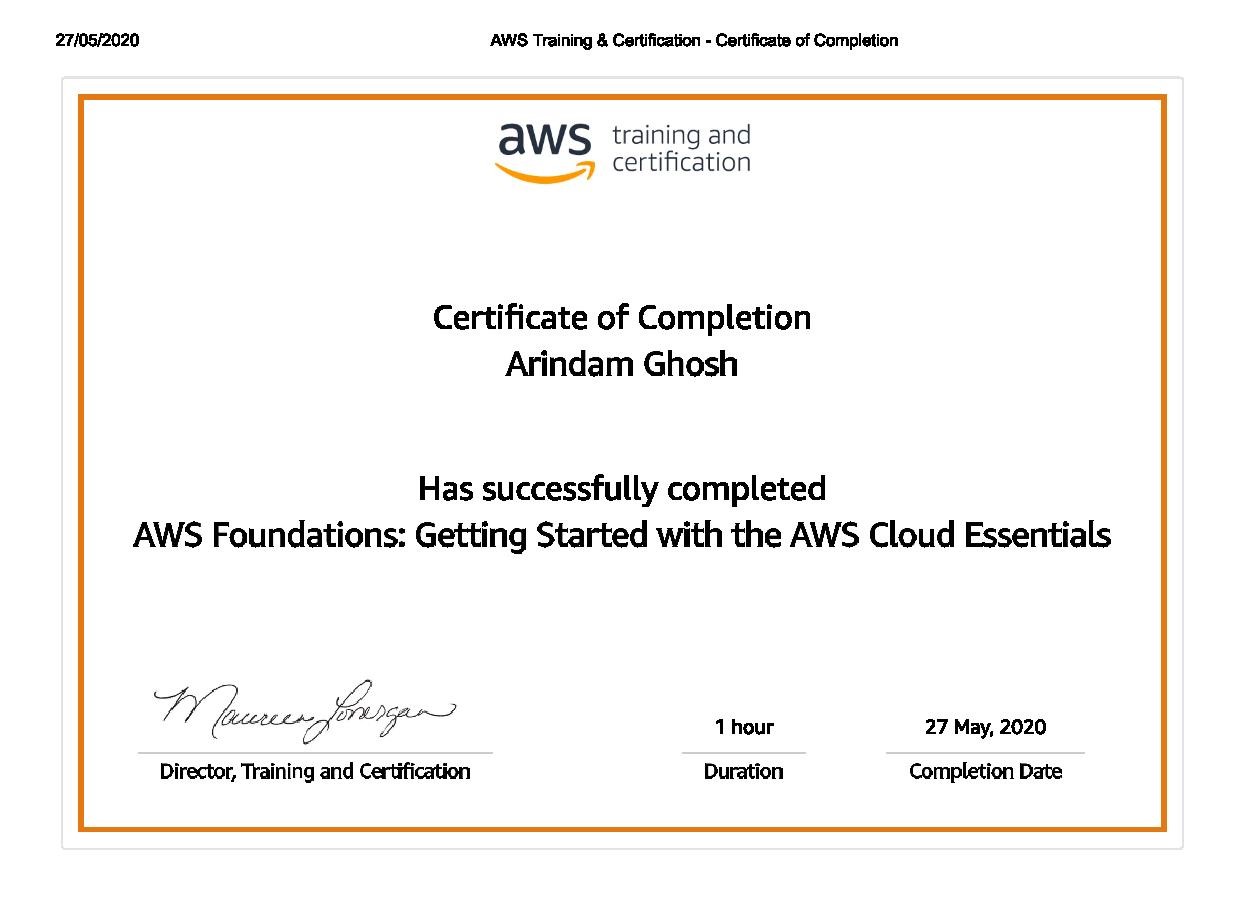 27/05/2020 AWS Training & Certification - Certificate of Completion
aws training and
certification
Certificate of Completion
Arindam Ghosh
Has successfully completed
AWS Foundations: Getting Started with the AWS Cloud Essentials
Maureen Lonergan
1 hour 27 May, 2020
Director, Training and Certification Duration Completion Date